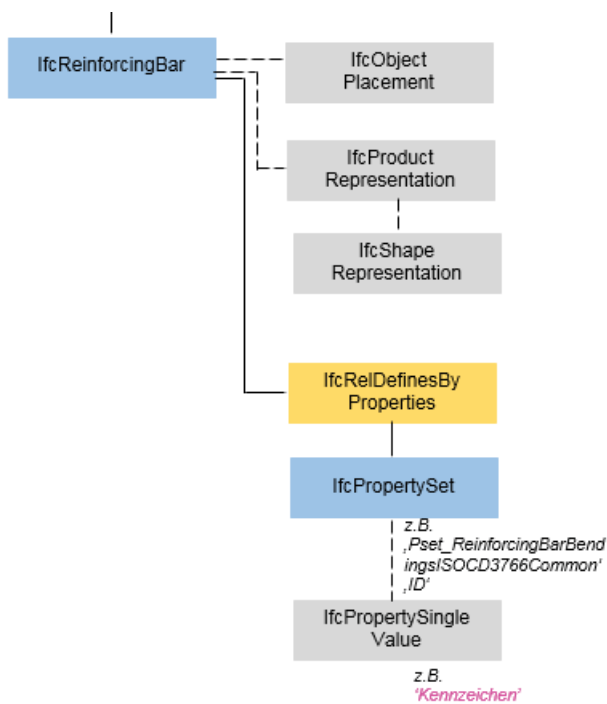 IfcReinforcingBar
IfcObject
Placement
IfcProduct
Representation
IfcShape
Representation
IfcRelDefinesBy
Properties
IfcPropertySet
z.B.
‚Pset_ReinforcingBarBend
ingsISOCD3766Common‘
‚ID‘
IfcPropertySingle
Value
z.B.
‘Kennzeichen’